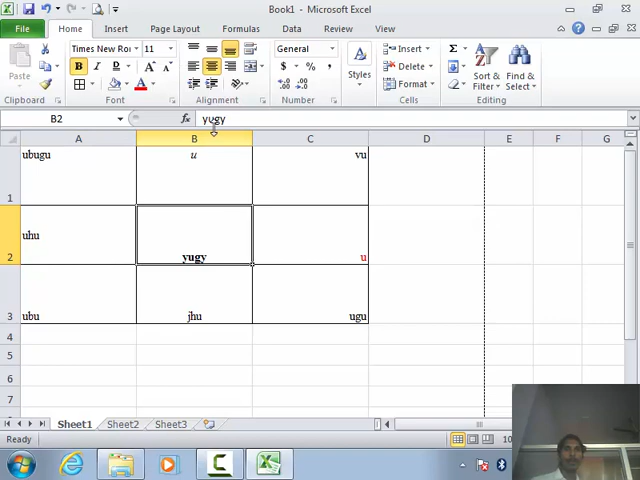 Book1 - Microsoft Excel
File Home Insert Page Layout Formulas Data Review View
Times New Ro 11 General Insert
Paste B I U $ % , Styles Delete Sort & Filter Find & Select
Format
Clipboard Font Alignment Number Cells Editing
B2 fx yugy
A B C D E F G
1 ubugu u vu
2 uhu yugy u
3 ubu jhu ugu
4
5
6
7
Sheet1 Sheet2 Sheet3
Ready 10